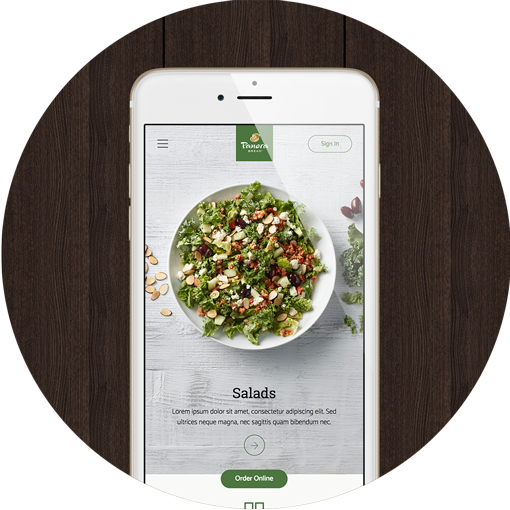 Panera
BREAD
Sign In
Salads
Lorem ipsum dolor sit amet, consectetur adipiscing elit. Sed
ultrices neque magna, nec sagittis quam bibendum nec.
Order Online